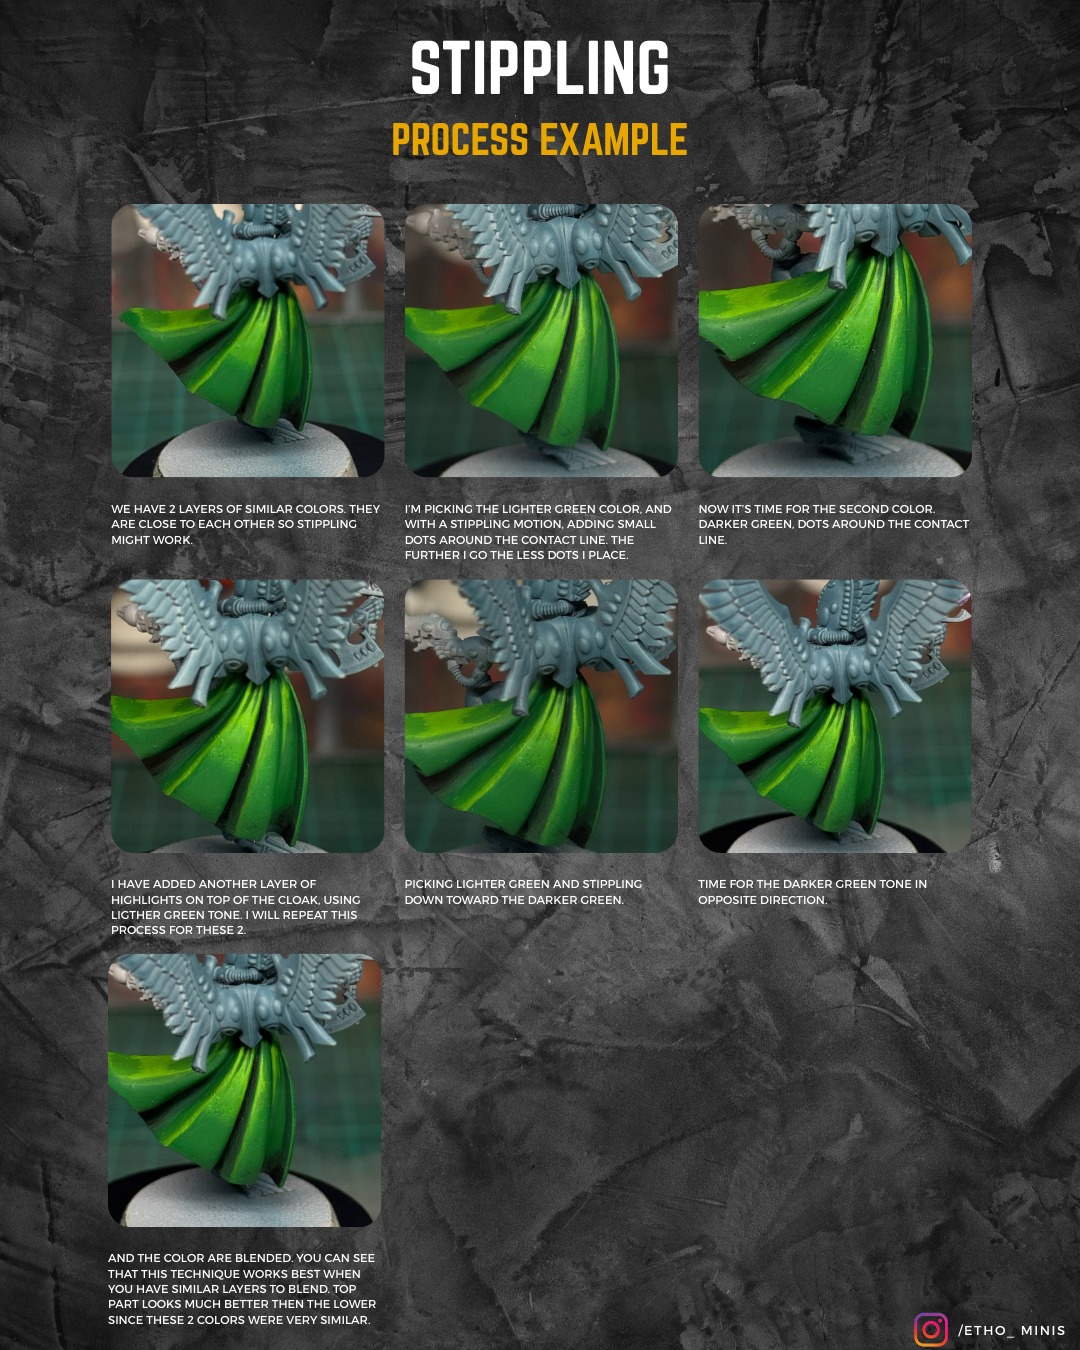 STIPPLING
PROCESS EXAMPLE
WE HAVE 2 LAYERS OF SIMILAR COLORS. THEY
ARE CLOSE TO EACH OTHER SO STIPPLING
MIGHT WORK.
I'M PICKING THE LIGHTER GREEN COLOR, AND
WITH A STIPPLING MOTION, ADDING SMALL
DOTS AROUND THE CONTACT LINE. THE
FURTHER I GO THE LESS DOTS I PLACE.
NOW IT'S TIME FOR THE SECOND COLOR.
DARKER GREEN, DOTS AROUND THE CONTACT
LINE.
I HAVE ADDED ANOTHER LAYER OF
HIGHLIGHTS ON TOP OF THE CLOAK, USING
LIGTHER GREEN TONE. I WILL REPEAT THIS
PROCESS FOR THESE 2.
PICKING LIGHTER GREEN AND STIPPLING
DOWN TOWARD THE DARKER GREEN.
TIME FOR THE DARKER GREEN TONE IN
OPPOSITE DIRECTION.
AND THE COLOR ARE BLENDED. YOU CAN SEE
THAT THIS TECHNIQUE WORKS BEST WHEN
YOU HAVE SIMILAR LAYERS TO BLEND. TOP
PART LOOKS MUCH BETTER THEN THE LOWER
SINCE THESE 2 COLORS WERE VERY SIMILAR.
/ETHO_ MINIS